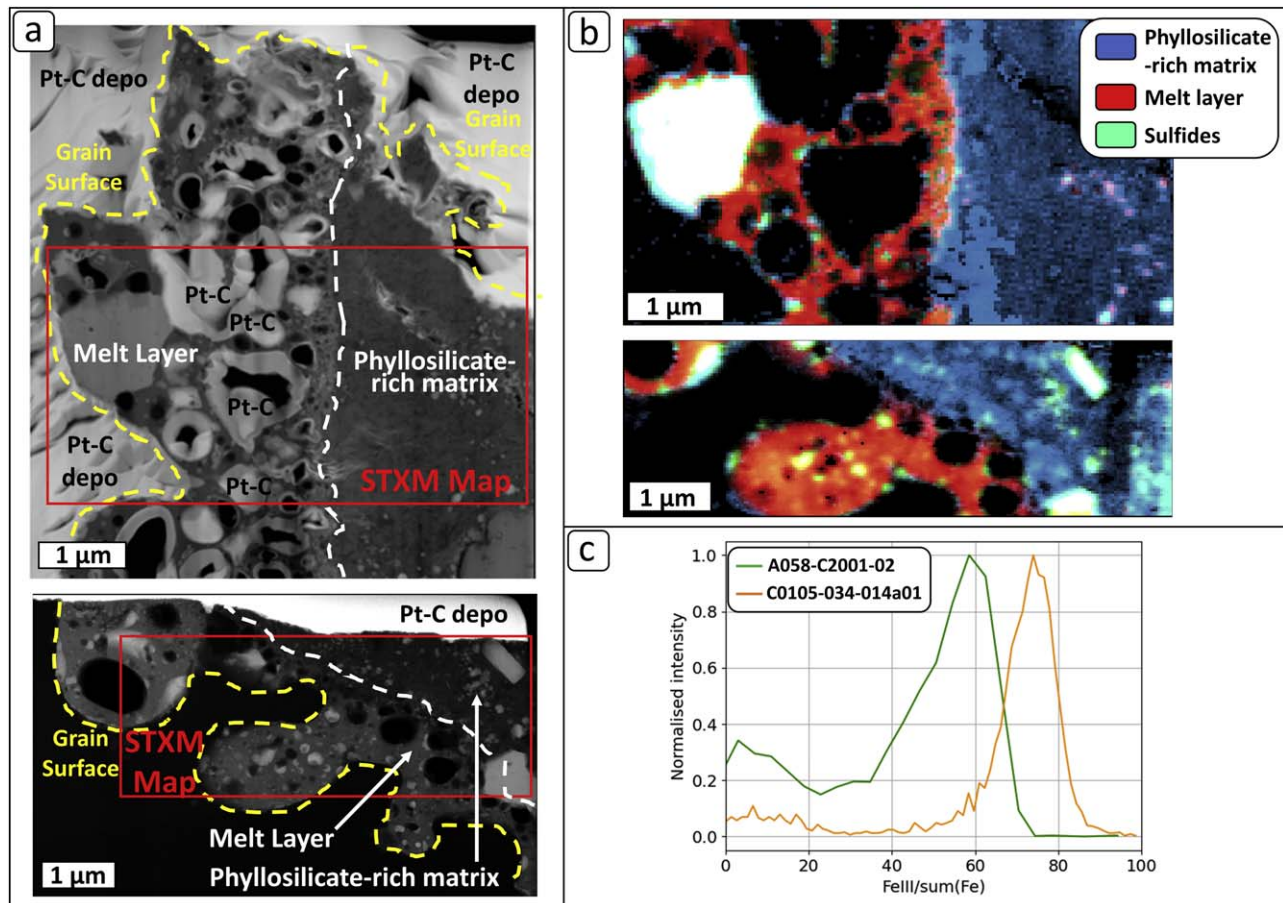 a
Pt-C depo
Pt-C
depo
Grain
Surface
Grain
Surface
Pt-C
Pt-C
Melt Layer
Phyllosilicate-
rich matrix
Pt-C
Pt-C
depo
Pt-C
STXM Map
1 µm
Pt-C depo
Grain
Surface
STXM
Map
Melt Layer
Phyllosilicate-rich matrix
1 µm
b
Phyllosilicate
-rich matrix
Melt layer
Sulfides
1 µm
1 µm
c
A058-C2001-02
C0105-034-014a01
Normalised intensity
1.0
0.8
0.6
0.4
0.2
0.0
0 20 40 60 80 100
FeIII/sum(Fe)